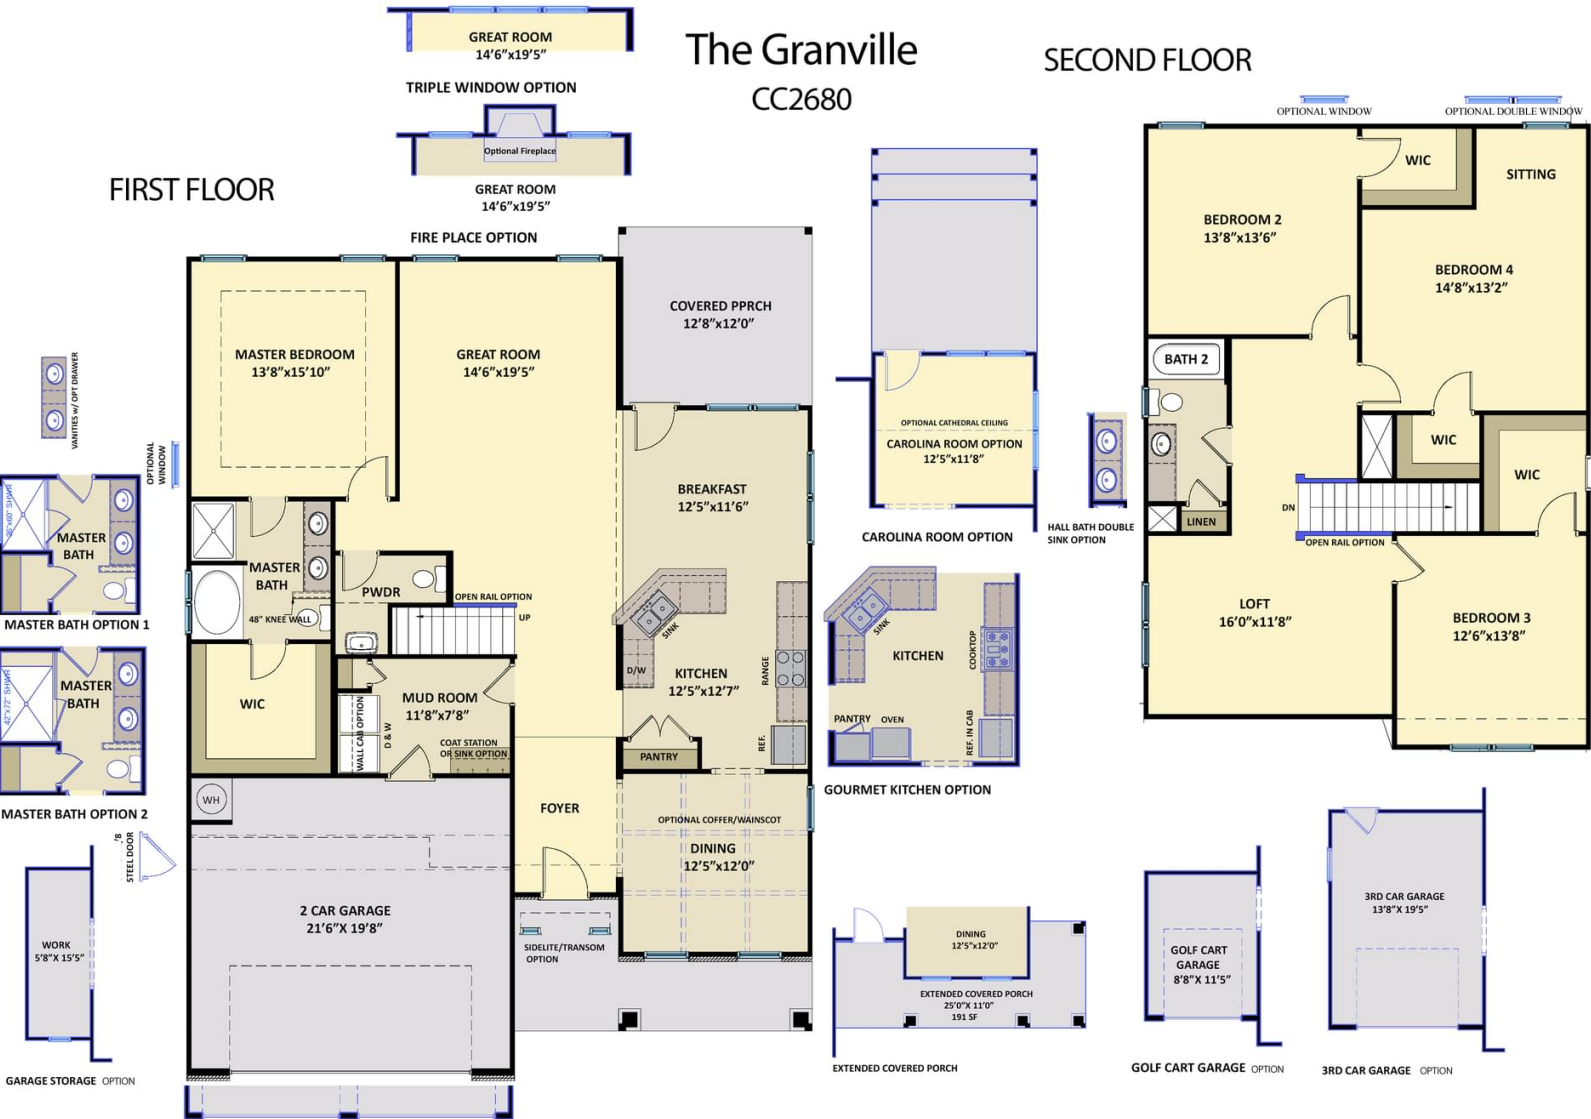 The Granville
CC2680
FIRST FLOOR
SECOND FLOOR
GREAT ROOM
14'6"x19'5"
TRIPLE WINDOW OPTION
Optional Fireplace
GREAT ROOM
14'6"x19'5"
FIRE PLACE OPTION
COVERED PPRCH
12'8"x12'0"
MASTER BEDROOM
13'8"x15'10"
GREAT ROOM
14'6"x19'5"
VANITIES w/ OPT DRAWER
OPTIONAL
WINDOW
BREAKFAST
12'5"x11'6"
36"x60" SHWR
MASTER
BATH
MASTER BATH OPTION 1
42"x72" SHWR
MASTER
BATH
MASTER BATH OPTION 2
MASTER
BATH
48" KNEE WALL
PWDR
OPEN RAIL OPTION
UP
SINK
D/W
KITCHEN
12'5"x12'7"
RANGE
REF.
PANTRY
WIC
MUD ROOM
11'8"x7'8"
WALL CAB OPTION
D & W
COAT STATION
OR SINK OPTION
WH
FOYER
OPTIONAL COFFER/WAINSCOT
DINING
12'5"x12'0"
8'
STEEL DOOR
2 CAR GARAGE
21'6"X 19'8"
SIDELITE/TRANSOM
OPTION
WORK
5'8"X 15'5"
GARAGE STORAGE OPTION
OPTIONAL CATHEDRAL CEILING
CAROLINA ROOM OPTION
12'5"x11'8"
CAROLINA ROOM OPTION
SINK
KITCHEN
COOKTOP
PANTRY
OVEN
REF. IN CAB
GOURMET KITCHEN OPTION
DINING
12'5"x12'0"
EXTENDED COVERED PORCH
25'0"X 11'0"
191 SF
EXTENDED COVERED PORCH
OPTIONAL WINDOW
OPTIONAL DOUBLE WINDOW
WIC
SITTING
BEDROOM 2
13'8"x13'6"
BEDROOM 4
14'8"x13'2"
BATH 2
WIC
WIC
DN
LINEN
OPEN RAIL OPTION
HALL BATH DOUBLE
SINK OPTION
LOFT
16'0"x11'8"
BEDROOM 3
12'6"x13'8"
GOLF CART
GARAGE
8'8"X 11'5"
GOLF CART GARAGE OPTION
3RD CAR GARAGE
13'8"X 19'5"
3RD CAR GARAGE OPTION